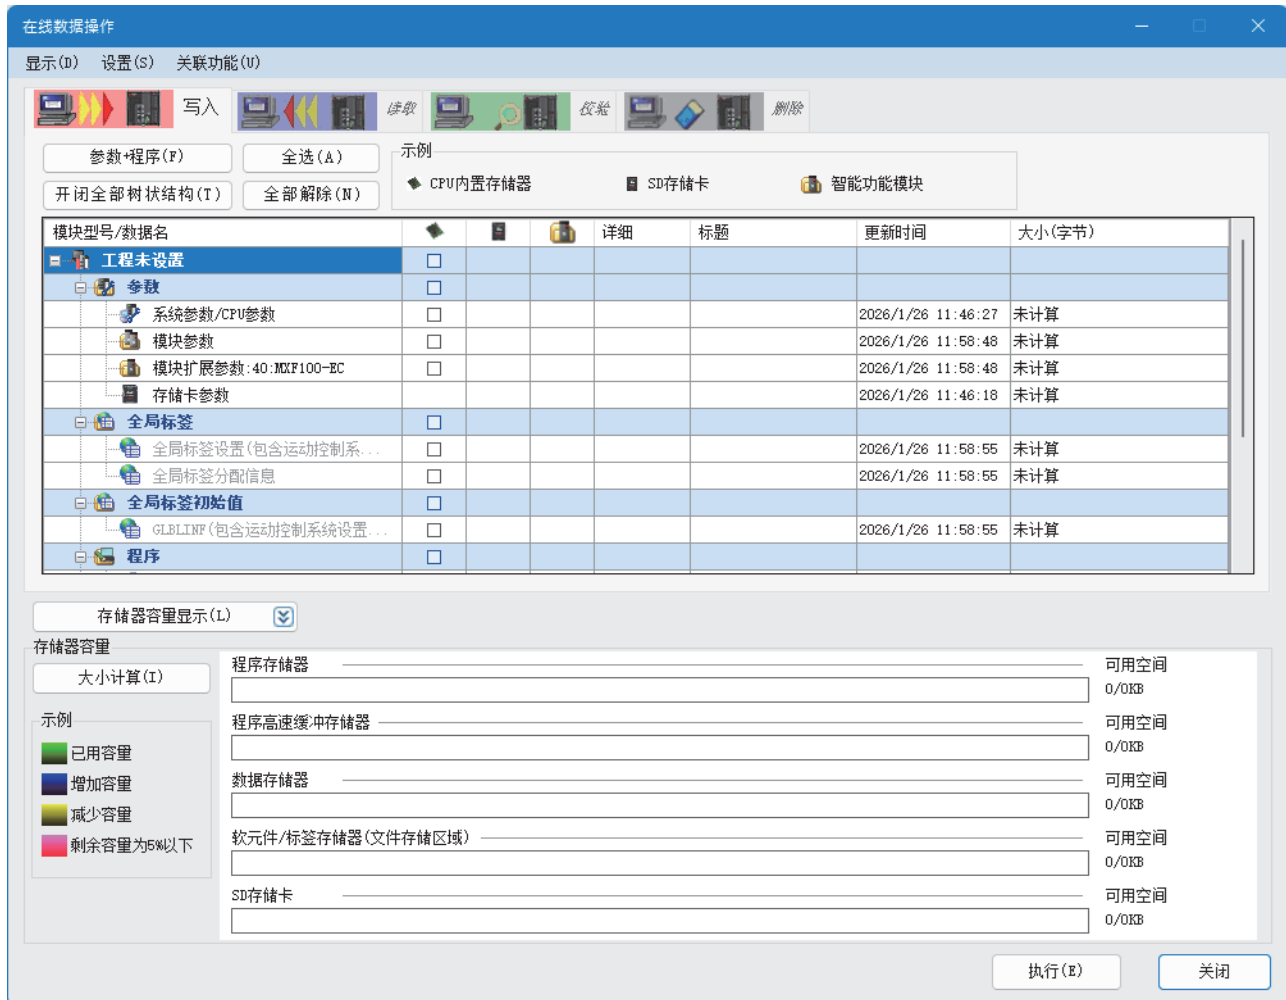 在线数据操作
显示(D) 设置(S) 关联功能(U)
写入 读取 校验 删除
参数+程序(F) 全选(A) 示例
开闭全部树状结构(T) 全部解除(N) CPU内置存储器 SD存储卡 智能功能模块
模块型号/数据名 详细 标题 更新时间 大小(字节)
工程未设置
参数
系统参数/CPU参数 2026/1/26 11:46:27 未计算
模块参数 2026/1/26 11:58:48 未计算
模块扩展参数:40:MXF100-EC 2026/1/26 11:58:48 未计算
存储卡参数 2026/1/26 11:46:18 未计算
全局标签
全局标签设置(包含运动控制系... 2026/1/26 11:58:55 未计算
全局标签分配信息 2026/1/26 11:58:55 未计算
全局标签初始值
GLBLINF(包含运动控制系统设置... 2026/1/26 11:58:55 未计算
程序
存储器容量显示(L)
存储器容量
大小计算(I)
程序存储器 可用空间
0/0KB
示例
程序高速缓冲存储器 可用空间
0/0KB
已用容量
增加容量
减少容量
剩余容量为5%以下
数据存储器 可用空间
0/0KB
软元件/标签存储器(文件存储区域) 可用空间
0/0KB
SD存储卡 可用空间
0/0KB
执行(E) 关闭